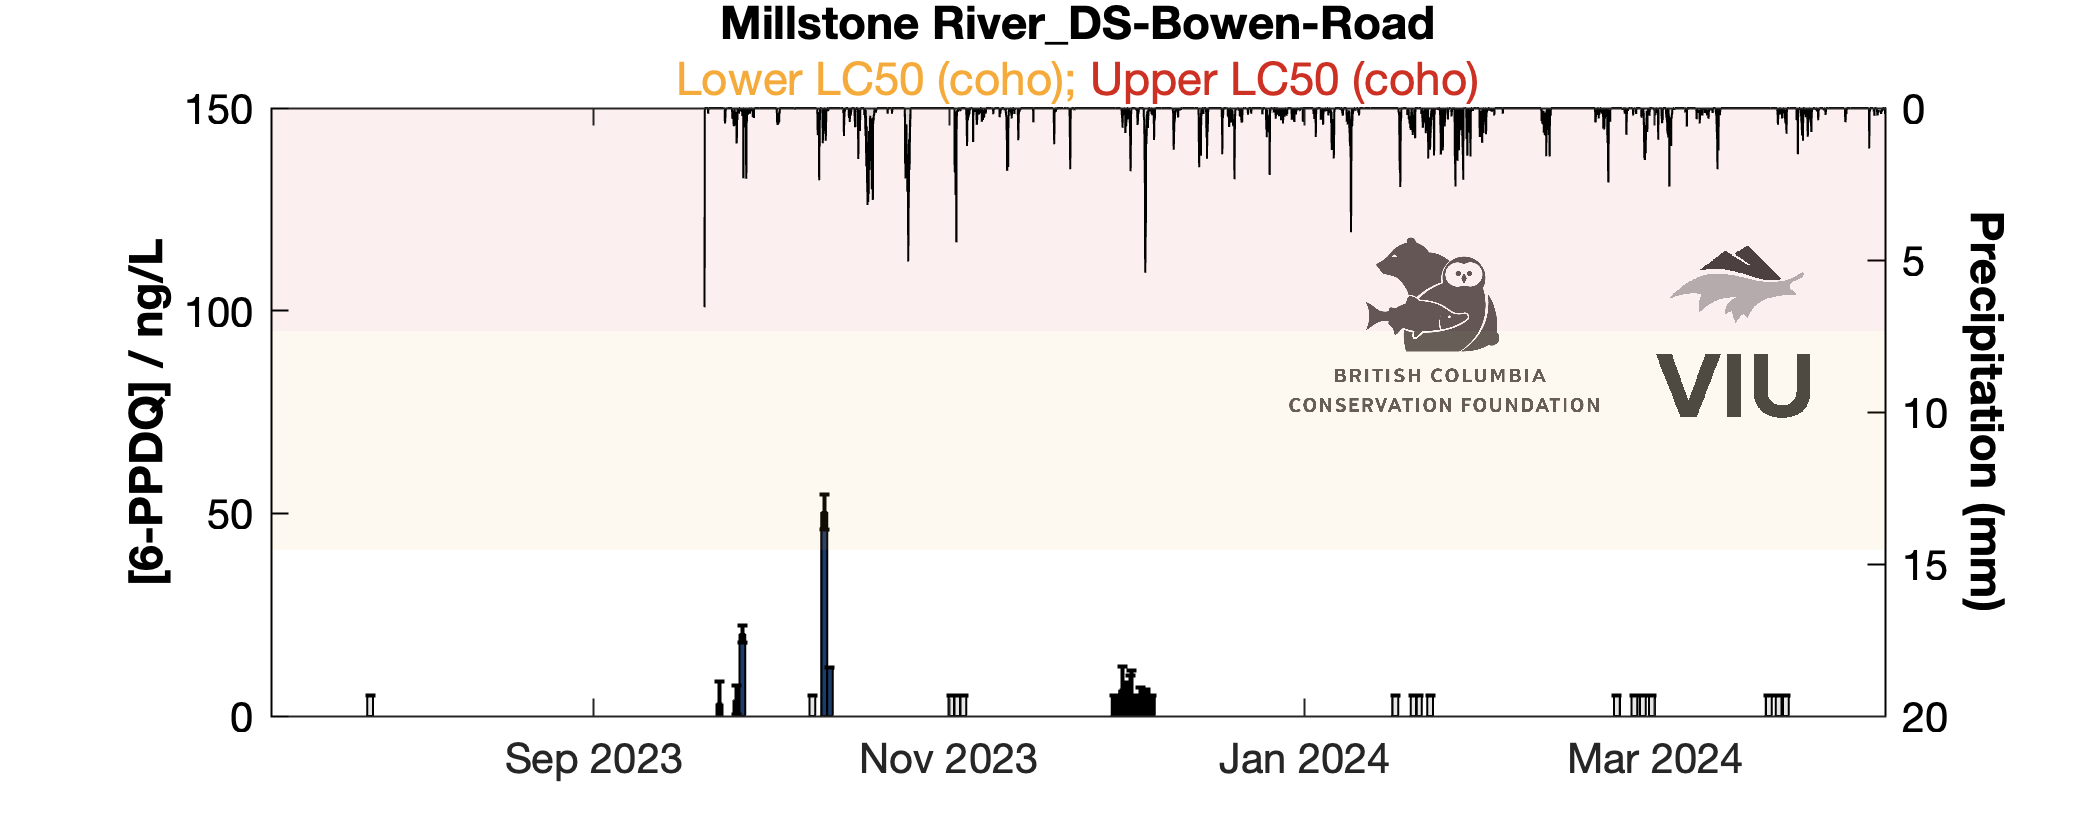 Millstone River_DS-Bowen-Road
Lower LC50 (coho); Upper LC50 (coho)
[6-PPDQ] / ng/L
150
100
50
0
Sep 2023
Nov 2023
Jan 2024
Mar 2024
0
5
10
15
20
Precipitation (mm)
BRITISH COLUMBIA
CONSERVATION FOUNDATION
VIU